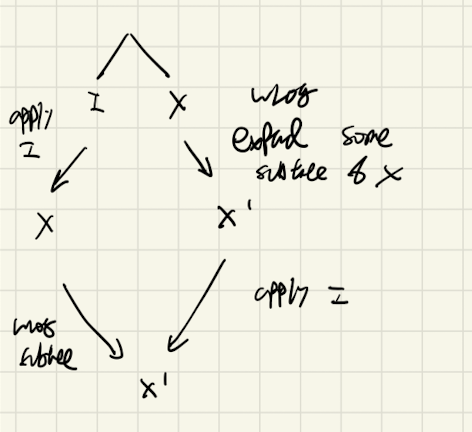 I X
wlog
apply
I
expand some
subtree of X
X
X'
apply I
wlog
subtree
X'